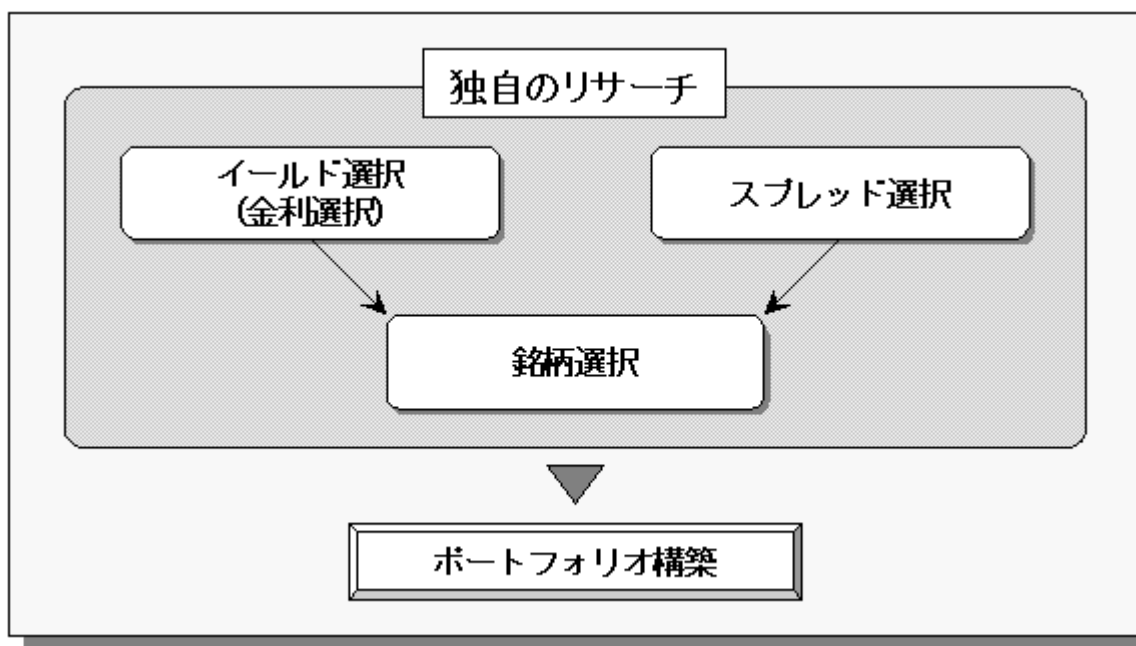 独自のリサーチ
イールド選択
(金利選択)
スプレッド選択
銘柄選択
ポートフォリオ構築